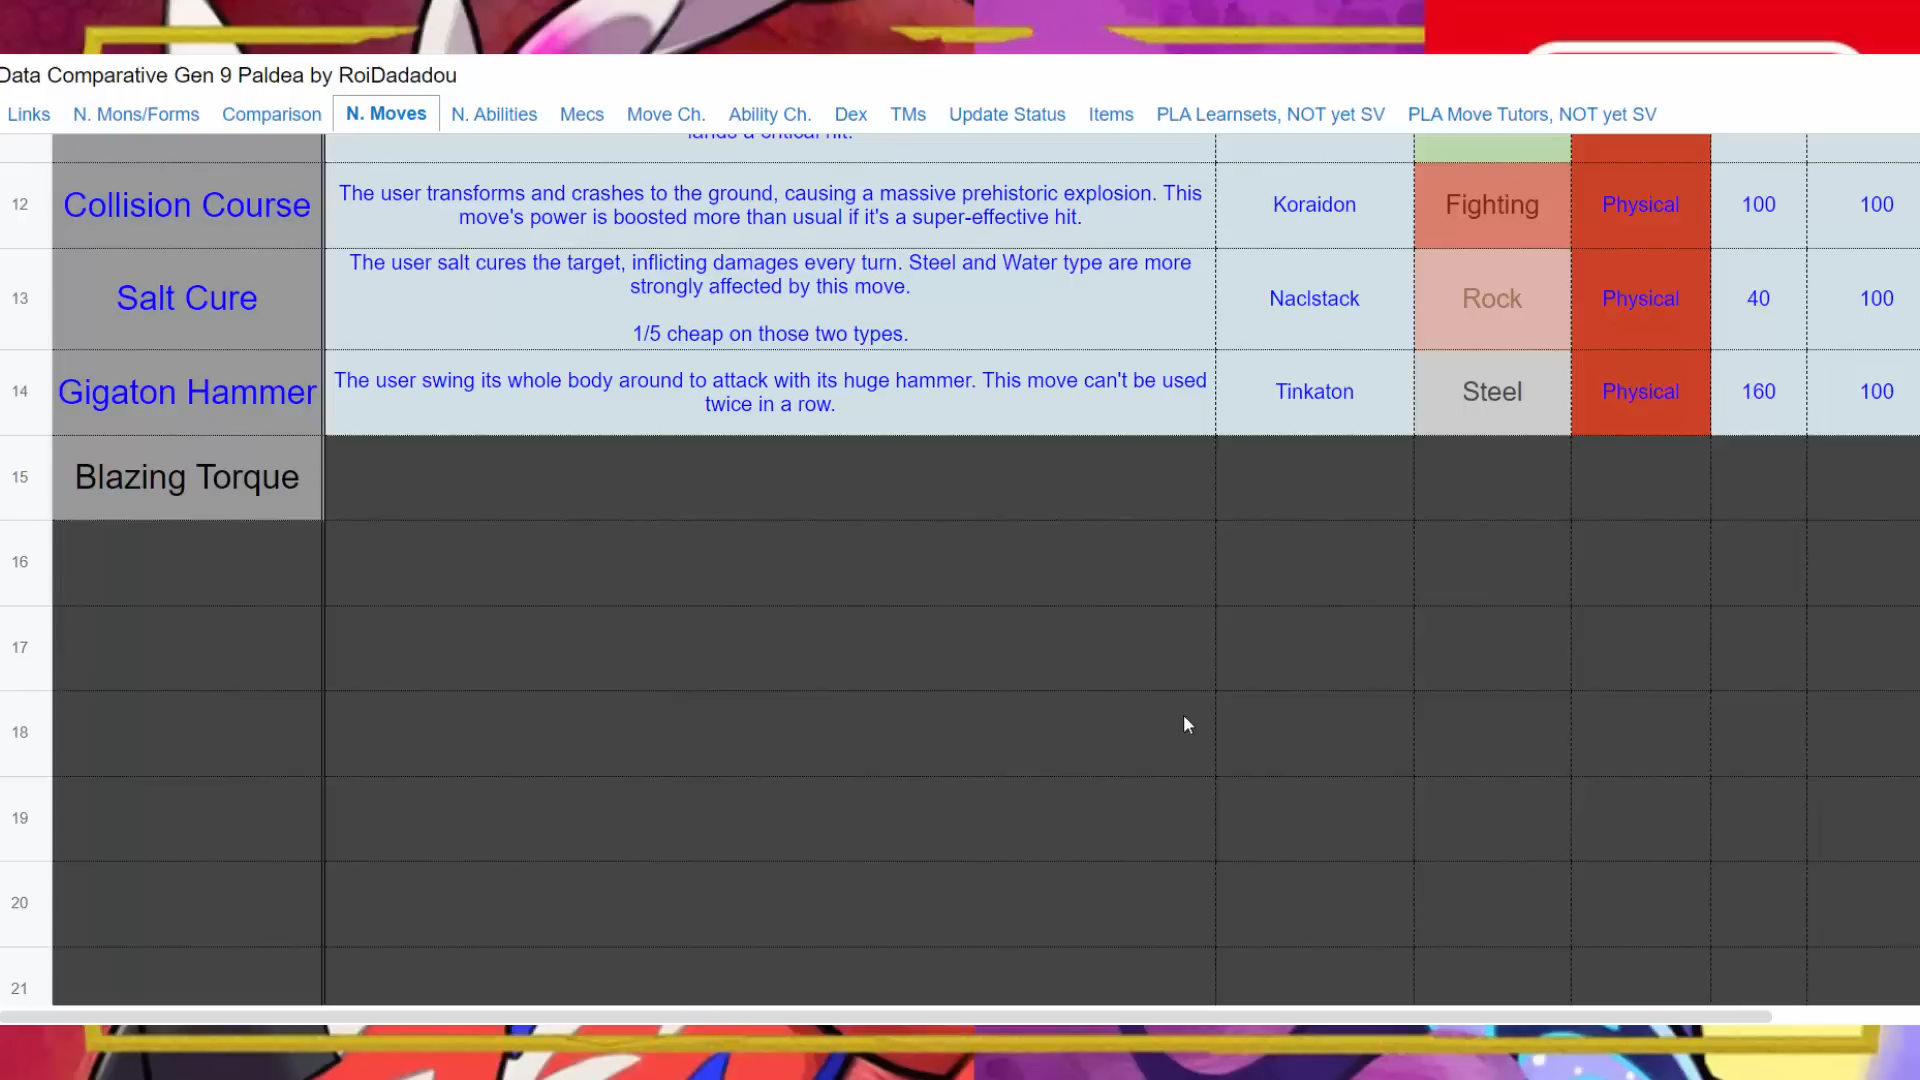 Data Comparative Gen 9 Paldea by RoiDadadou
Links N. Mons/Forms Comparison N. Moves N. Abilities Mecs Move Ch. Ability Ch. Dex TMs Update Status Items PLA Learnsets, NOT yet SV PLA Move Tutors, NOT yet SV
lands a critical hit.
12 Collision Course The user transforms and crashes to the ground, causing a massive prehistoric explosion. This Koraidon Fighting Physical 100 100
move's power is boosted more than usual if it's a super-effective hit.
The user salt cures the target, inflicting damages every turn. Steel and Water type are more
strongly affected by this move.
13 Salt Cure Naclstack Rock Physical 40 100
1/5 cheap on those two types.
14 Gigaton Hammer The user swing its whole body around to attack with its huge hammer. This move can't be used Tinkaton Steel Physical 160 100
twice in a row.
15 Blazing Torque
16
17
18
19
20
21